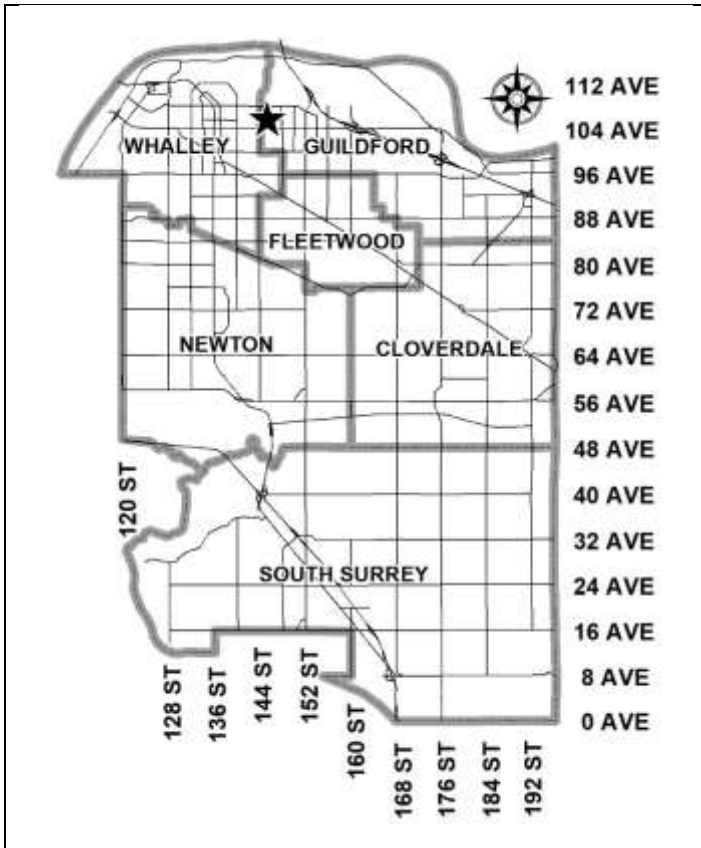 112 AVE
104 AVE
WHALLEY
GUILDFORD
96 AVE
88 AVE
FLEETWOOD
80 AVE
72 AVE
NEWTON
CLOVERDALE
64 AVE
56 AVE
48 AVE
120 ST
40 AVE
32 AVE
SOUTH SURREY
24 AVE
16 AVE
8 AVE
0 AVE
128 ST
136 ST
144 ST
152 ST
160 ST
168 ST
176 ST
184 ST
192 ST